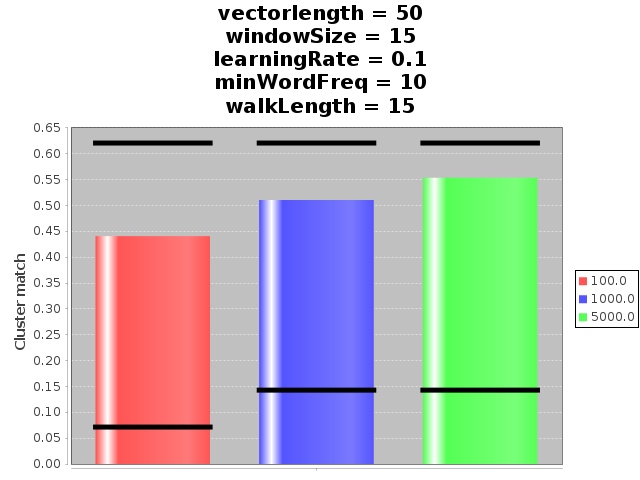 vectorlength = 50
windowSize = 15
learningRate = 0.1
minWordFreq = 10
walkLength = 15
Cluster match
0.65
0.60
0.55
0.50
0.45
0.40
0.35
0.30
0.25
0.20
0.15
0.10
0.05
0.00
100.0
1000.0
5000.0